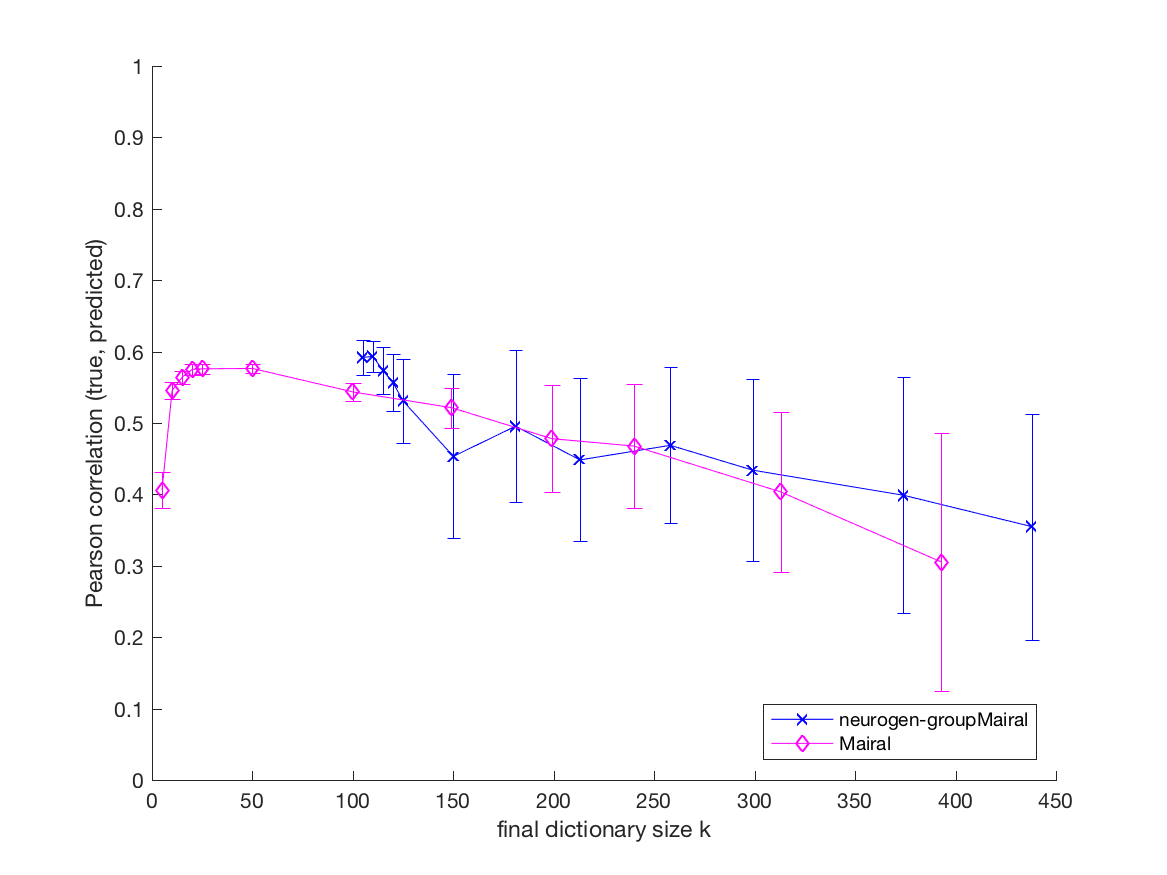 1
0.9
0.8
0.7
0.6
0.5
0.4
0.3
0.2
0.1
0
Pearson correlation (true, predicted)
neurogen-groupMairal
Mairal
0 50 100 150 200 250 300 350 400 450
final dictionary size k